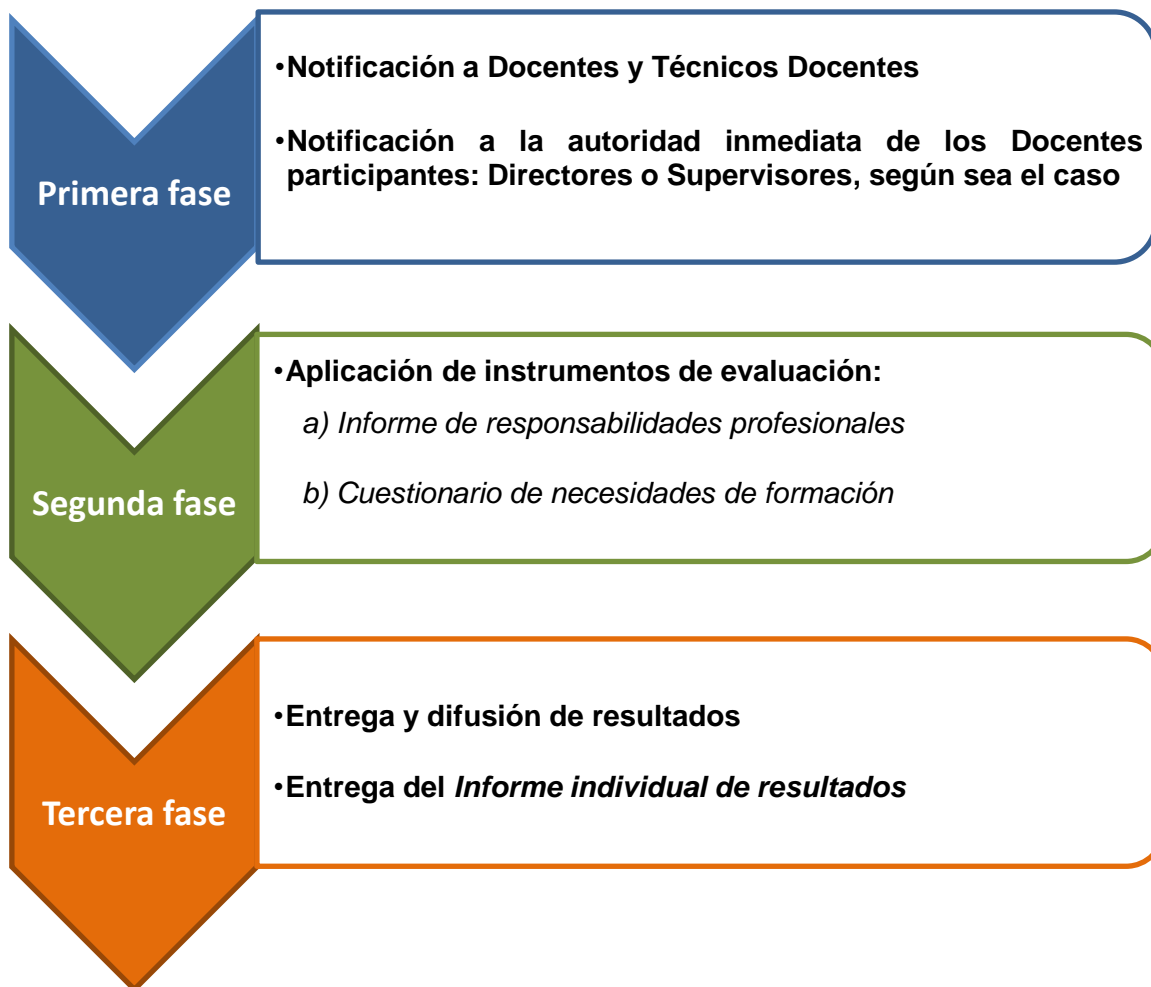 Primera fase
•Notificación a Docentes y Técnicos Docentes
•Notificación a la autoridad inmediata de los Docentes
participantes: Directores o Supervisores, según sea el caso
Segunda fase
•Aplicación de instrumentos de evaluación:
a) Informe de responsabilidades profesionales
b) Cuestionario de necesidades de formación
Tercera fase
•Entrega y difusión de resultados
•Entrega del Informe individual de resultados